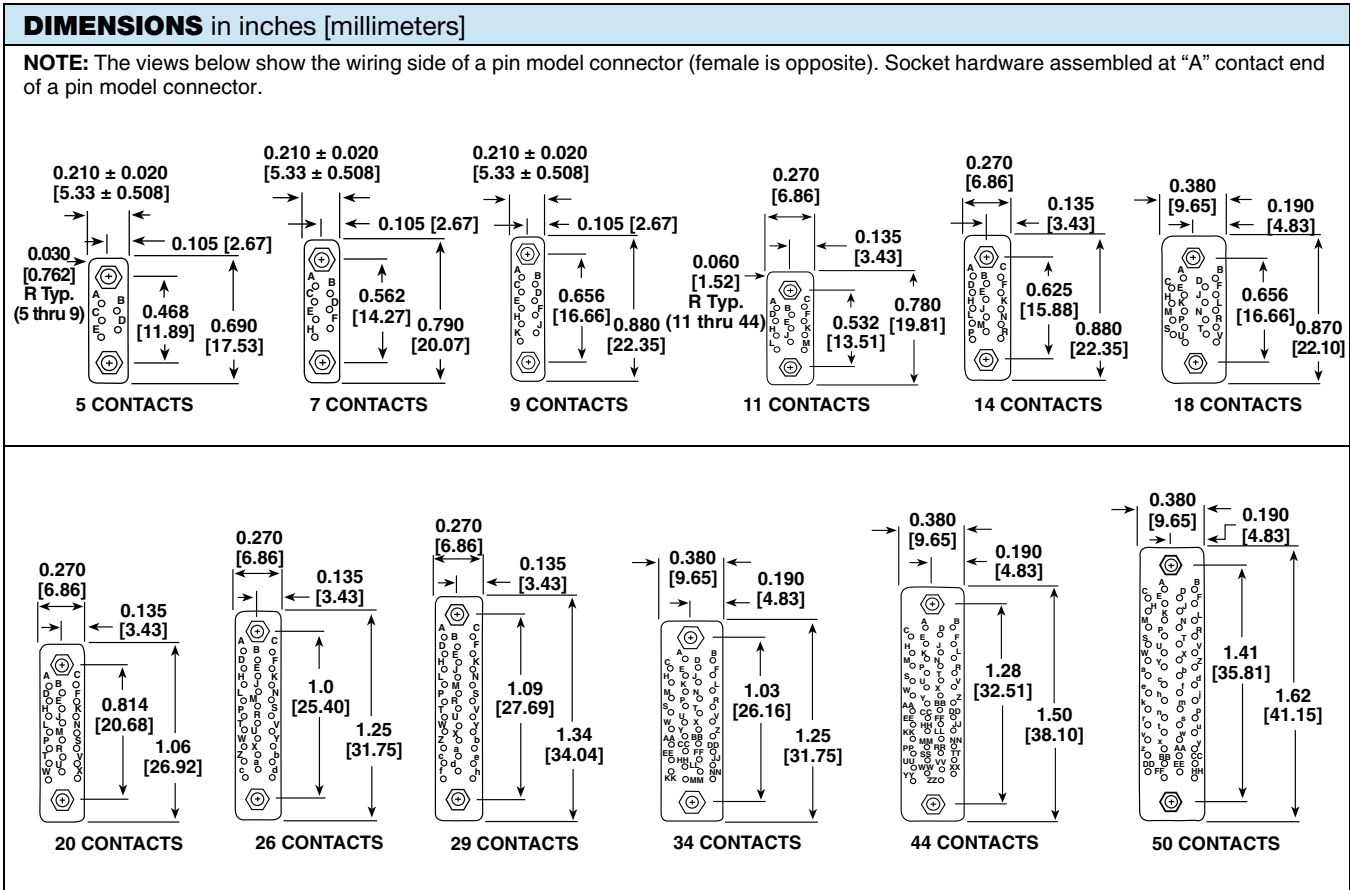 DIMENSIONS in inches [millimeters]
NOTE: The views below show the wiring side of a pin model connector (female is opposite). Socket hardware assembled at “A” contact end
of a pin model connector.
0.210 ± 0.020
[5.33 ± 0.508]
0.105 [2.67]
0.030
[0.762]
R Typ.
(5 thru 9)
A
C
E
B
D
0.468
[11.89]
0.690
[17.53]
5 CONTACTS
0.210 ± 0.020
[5.33 ± 0.508]
0.105 [2.67]
A
C
E
H
B
D
F
0.562
[14.27]
0.790
[20.07]
7 CONTACTS
0.210 ± 0.020
[5.33 ± 0.508]
0.105 [2.67]
A
C
E
H
K
B
D
F
J
0.656
[16.66]
0.880
[22.35]
9 CONTACTS
0.270
[6.86]
0.135
[3.43]
0.060
[1.52]
R Typ.
(11 thru 44)
A
D
H
L
B
E
J
C
F
K
M
0.532
[13.51]
0.780
[19.81]
11 CONTACTS
0.270
[6.86]
0.135
[3.43]
A
D
H
L
P
B
E
J
M
C
F
K
N
R
0.625
[15.88]
0.880
[22.35]
14 CONTACTS
0.380
[9.65]
0.190
[4.83]
C
H
M
S
A
E
K
P
U
D
J
N
T
B
F
L
R
V
0.656
[16.66]
0.870
[22.10]
18 CONTACTS
0.270
[6.86]
0.135
[3.43]
A
D
H
L
P
T
W
B
E
J
M
R
U
C
F
K
N
S
V
X
0.814
[20.68]
1.06
[26.92]
20 CONTACTS
0.270
[6.86]
0.135
[3.43]
A
D
H
L
P
T
W
Z
c
B
E
J
M
R
U
X
a
C
F
K
N
S
V
Y
b
d
1.0
[25.40]
1.25
[31.75]
26 CONTACTS
0.270
[6.86]
0.135
[3.43]
A
D
H
L
P
T
W
Z
c
f
B
E
J
M
R
U
X
a
d
C
F
K
N
S
V
Y
b
e
h
1.09
[27.69]
1.34
[34.04]
29 CONTACTS
0.380
[9.65]
0.190
[4.83]
1.03
[26.16]
1.25
[31.75]
34 CONTACTS
0.380
[9.65]
0.190
[4.83]
1.28
[32.51]
1.50
[38.10]
44 CONTACTS
0.380
[9.65]
0.190
[4.83]
1.41
[35.81]
1.62
[41.15]
50 CONTACTS